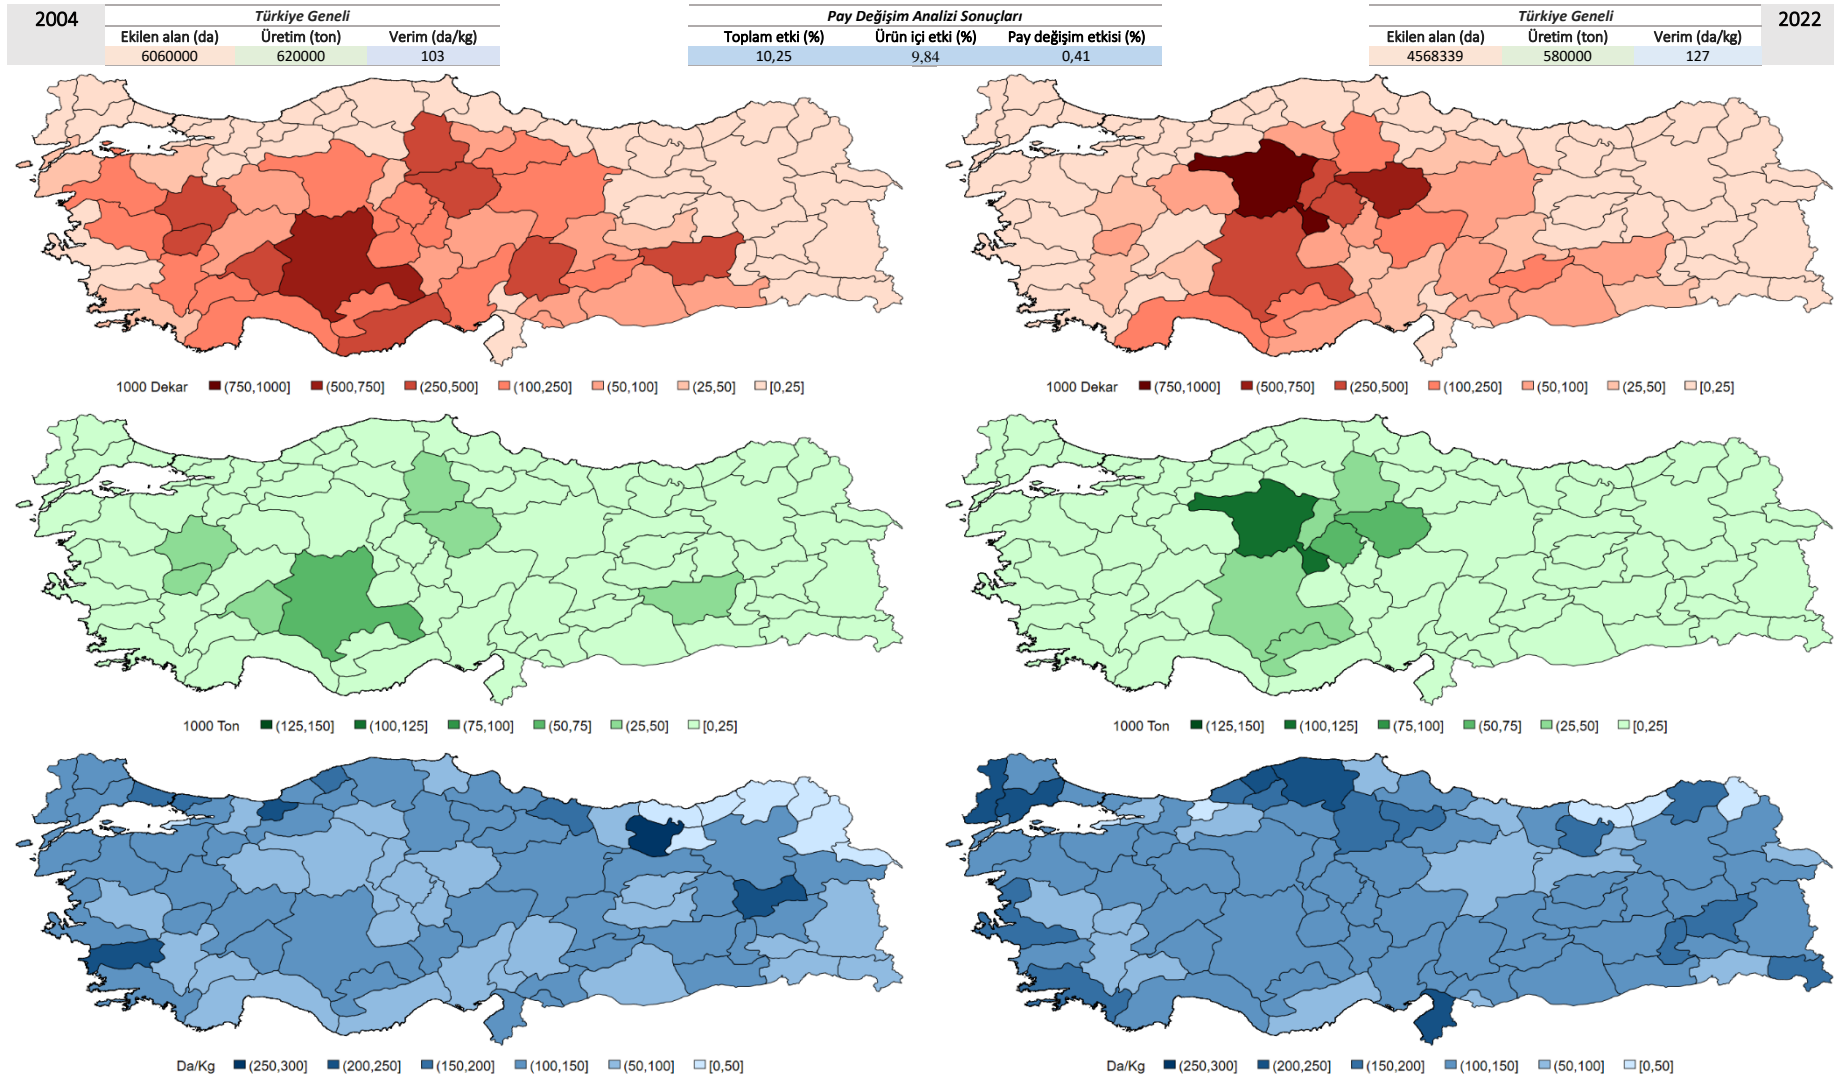 2004
Türkiye Geneli
Ekilen alan (da) Üretim (ton) Verim (da/kg)
6060000 620000 103
Pay Değişim Analizi Sonuçları
Toplam etki (%) Ürün içi etki (%) Pay değişim etkisi (%)
10,25 9,84 0,41
Türkiye Geneli
Ekilen alan (da) Üretim (ton) Verim (da/kg)
4568339 580000 127
2022
1000 Dekar (750,1000] (500,750] (250,500] (100,250] (50,100] (25,50] [0,25]
1000 Dekar (750,1000] (500,750] (250,500] (100,250] (50,100] (25,50] [0,25]
1000 Ton (125,150] (100,125] (75,100] (50,75] (25,50] [0,25]
1000 Ton (125,150] (100,125] (75,100] (50,75] (25,50] [0,25]
Da/Kg (250,300] (200,250] (150,200] (100,150] (50,100] [0,50]
Da/Kg (250,300] (200,250] (150,200] (100,150] (50,100] [0,50]